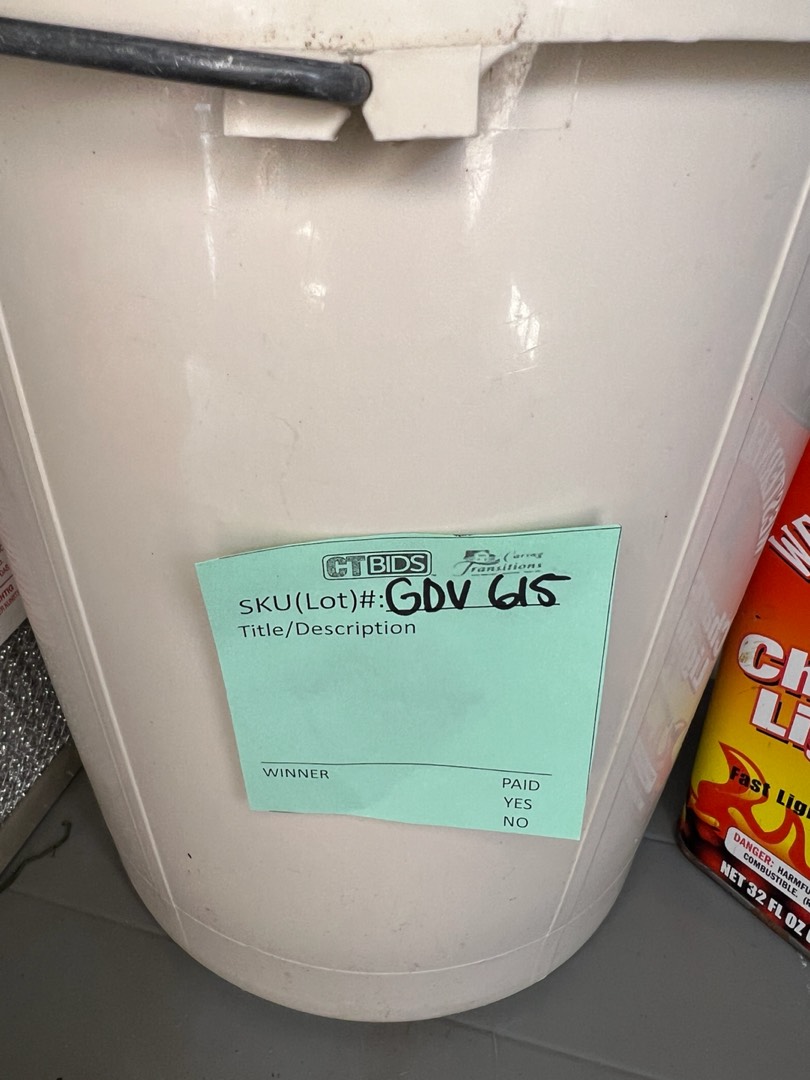 CTBIDS
Caring
Transitions
SKU(Lot)#: GDV 615
Title/Description
WINNER
PAID
YES
NO
Fast
DANGER:
COMBUSTIBLE.
NET 32 FL OZ